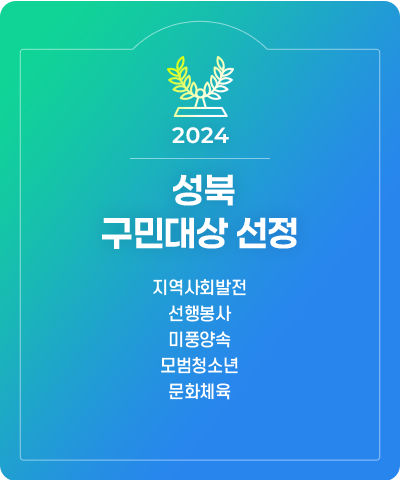 2024
성북
구민대상 선정
지역사회발전
선행봉사
미풍양속
모범청소년
문화체육